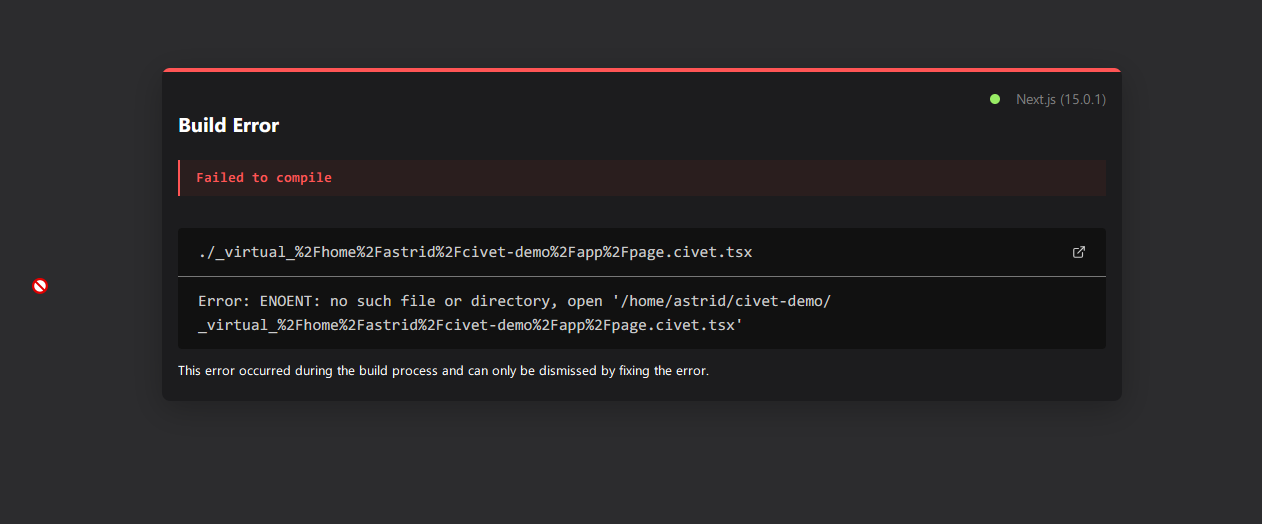 Next.js (15.0.1)
Build Error
Failed to compile
./_virtual_%2Fhome%2Fastrid%2Fcivet-demo%2Fapp%2Fpage.civet.tsx
Error: ENOENT: no such file or directory, open '/home/astrid/civet-demo/
_virtual_%2Fhome%2Fastrid%2Fcivet-demo%2Fapp%2Fpage.civet.tsx'
This error occurred during the build process and can only be dismissed by fixing the error.